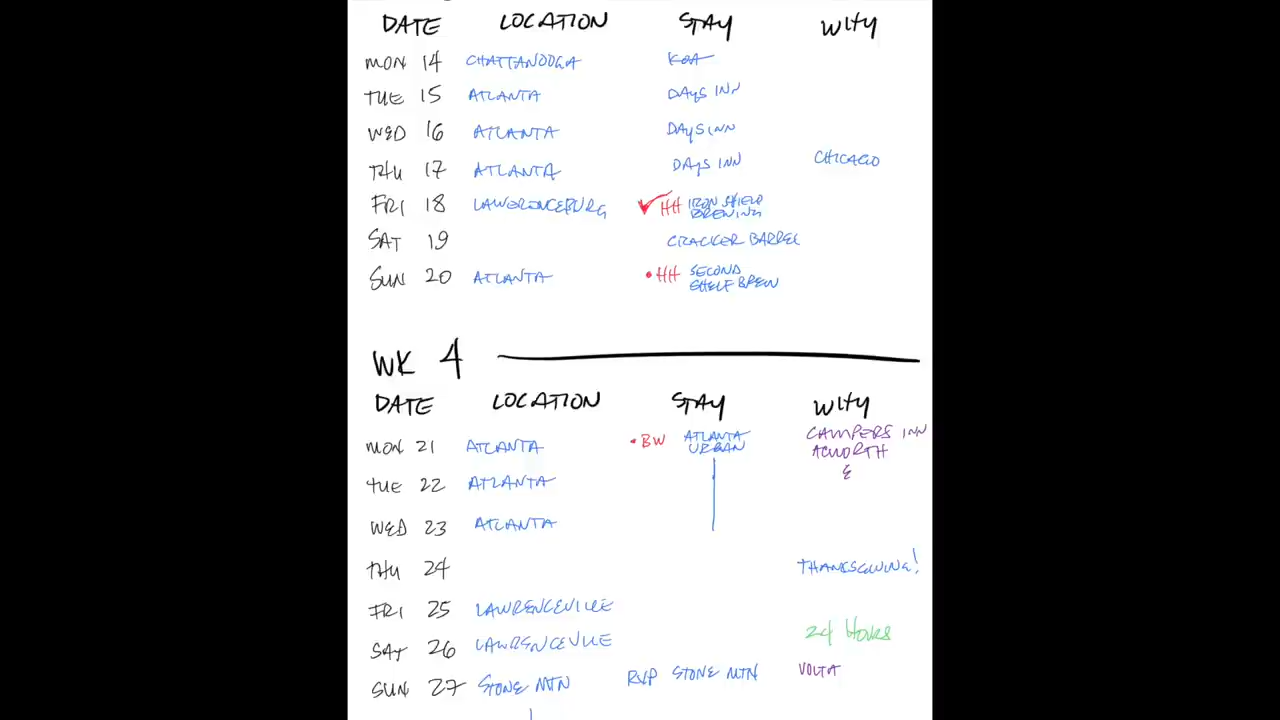 DATE LOCATION STAY WHY
MON 14 CHATTANOOGA KOA
TUE 15 ATLANTA DAYS INN
WED 16 ATLANTA DAYS INN
THU 17 ATLANTA DAYS INN CHICAGO
FRI 18 LAWRENCEBURG HH IRON SHIELD
BREWING
SAT 19 CRACKER BARREL
SUN 20 ATLANTA • HH SECOND
SHELF BREW
WK 4
DATE LOCATION STAY WHY
MON 21 ATLANTA • BW ATLANTA CAMPERS INN
URBAN ACWORTH
&
TUE 22 ATLANTA
WED 23 ATLANTA
THU 24 THANKSGIVING!
FRI 25 LAWRENCEVILLE
SAT 26 LAWRENCEVILLE 24 HOURS
SUN 27 STONE MTN RVP STONE MTN VOLTA